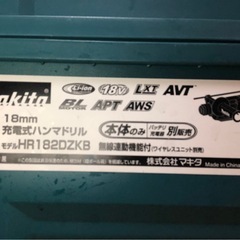 akita
Li-ion 18V LXT AVT
BL MOTOR APT AWS
18mm
充電式ハンマドリル
モデル HR182DZKB
本体のみ バッテリ 充電器 別販売
無線連動機能付 (ワイヤレスユニット別売)
株式会社マキタ Made in China